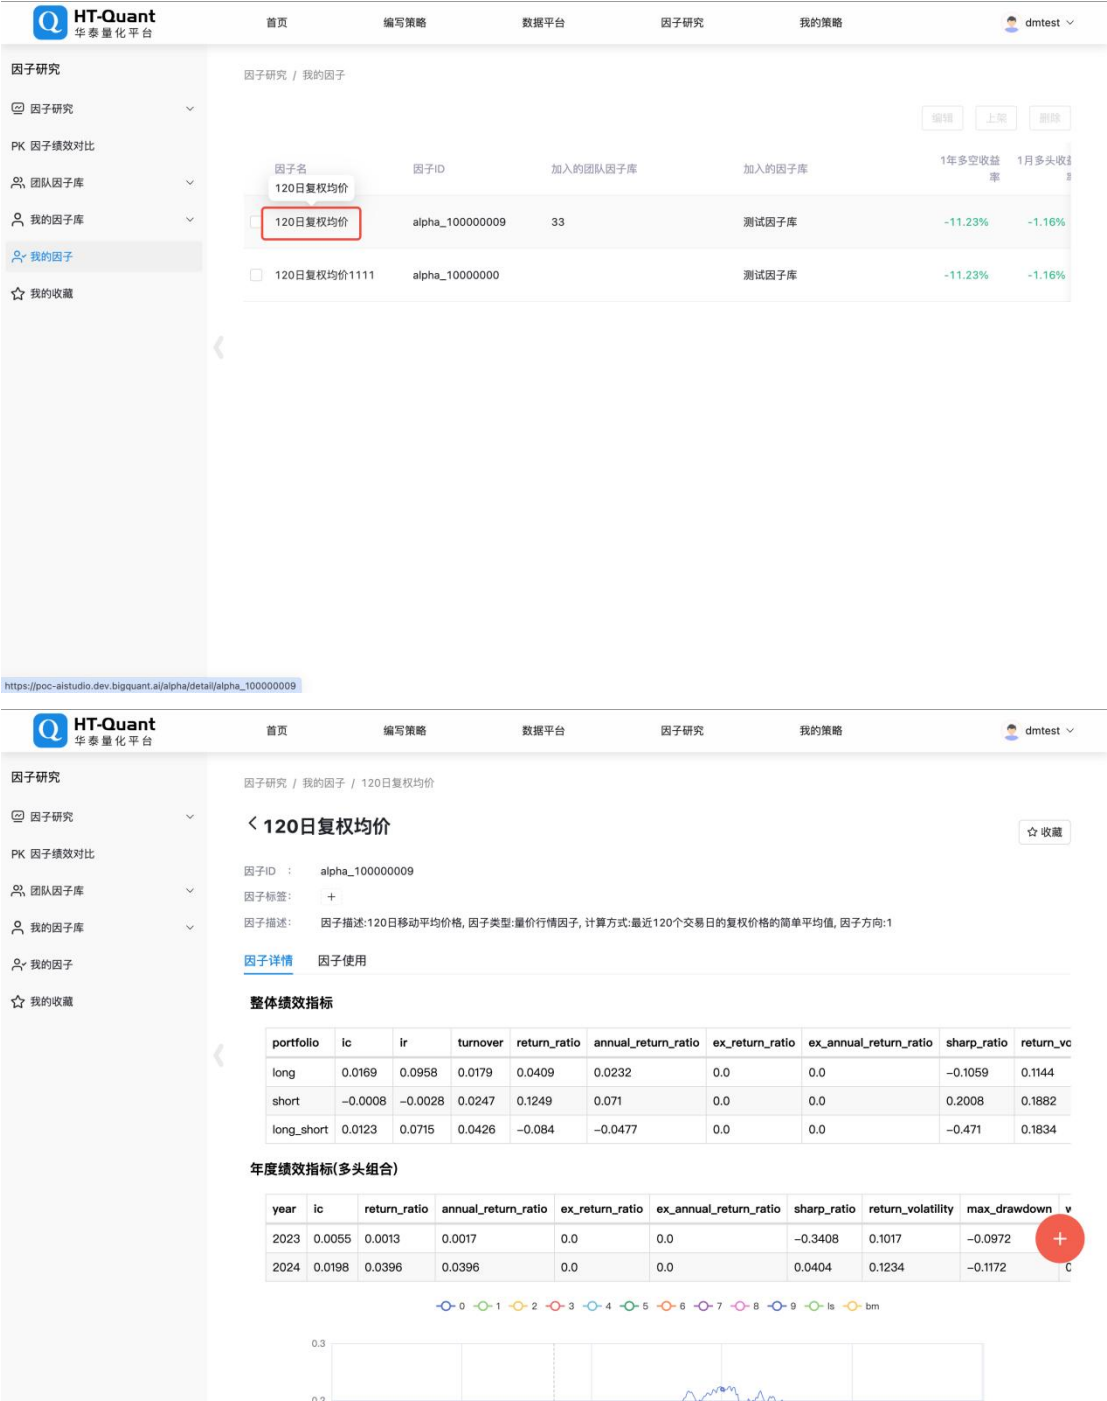 HT-Quant
华泰量化平台
首页 编写策略 数据平台 因子研究 我的策略 dmtest
因子研究
因子研究
PK 因子绩效对比
团队因子库
我的因子库
我的因子
我的收藏
因子研究 / 我的因子
编辑 上架 删除
因子名 因子ID 加入的团队因子库 加入的因子库 1年多空收益率 1月多头收益
120日复权均价
120日复权均价 alpha_100000009 33 测试因子库 -11.23% -1.16%
120日复权均价1111 alpha_10000000 测试因子库 -11.23% -1.16%
https://poc-aistudio.dev.bigquant.ai/alpha/detail/alpha_100000009
HT-Quant
华泰量化平台
首页 编写策略 数据平台 因子研究 我的策略 dmtest
因子研究
因子研究
PK 因子绩效对比
团队因子库
我的因子库
我的因子
我的收藏
因子研究 / 我的因子 / 120日复权均价
120日复权均价
收藏
因子ID : alpha_100000009
因子标签: +
因子描述: 因子描述:120日移动平均价格, 因子类型:量价行情因子, 计算方式:最近120个交易日的复权价格的简单平均值, 因子方向:1
因子详情 因子使用
整体绩效指标
portfolio ic ir turnover return_ratio annual_return_ratio ex_return_ratio ex_annual_return_ratio sharp_ratio return_vo
long 0.0169 0.0958 0.0179 0.0409 0.0232 0.0 0.0 -0.1059 0.1144
short -0.0008 -0.0028 0.0247 0.1249 0.071 0.0 0.0 0.2008 0.1882
long_short 0.0123 0.0715 0.0426 -0.084 -0.0477 0.0 0.0 -0.471 0.1834
年度绩效指标(多头组合)
year ic return_ratio annual_return_ratio ex_return_ratio ex_annual_return_ratio sharp_ratio return_volatility max_drawdown
2023 0.0055 0.0013 0.0017 0.0 0.0 -0.3408 0.1017 -0.0972
2024 0.0198 0.0396 0.0396 0.0 0.0 0.0404 0.1234 -0.1172
0 1 2 3 4 5 6 7 8 9 ls bm
0.3